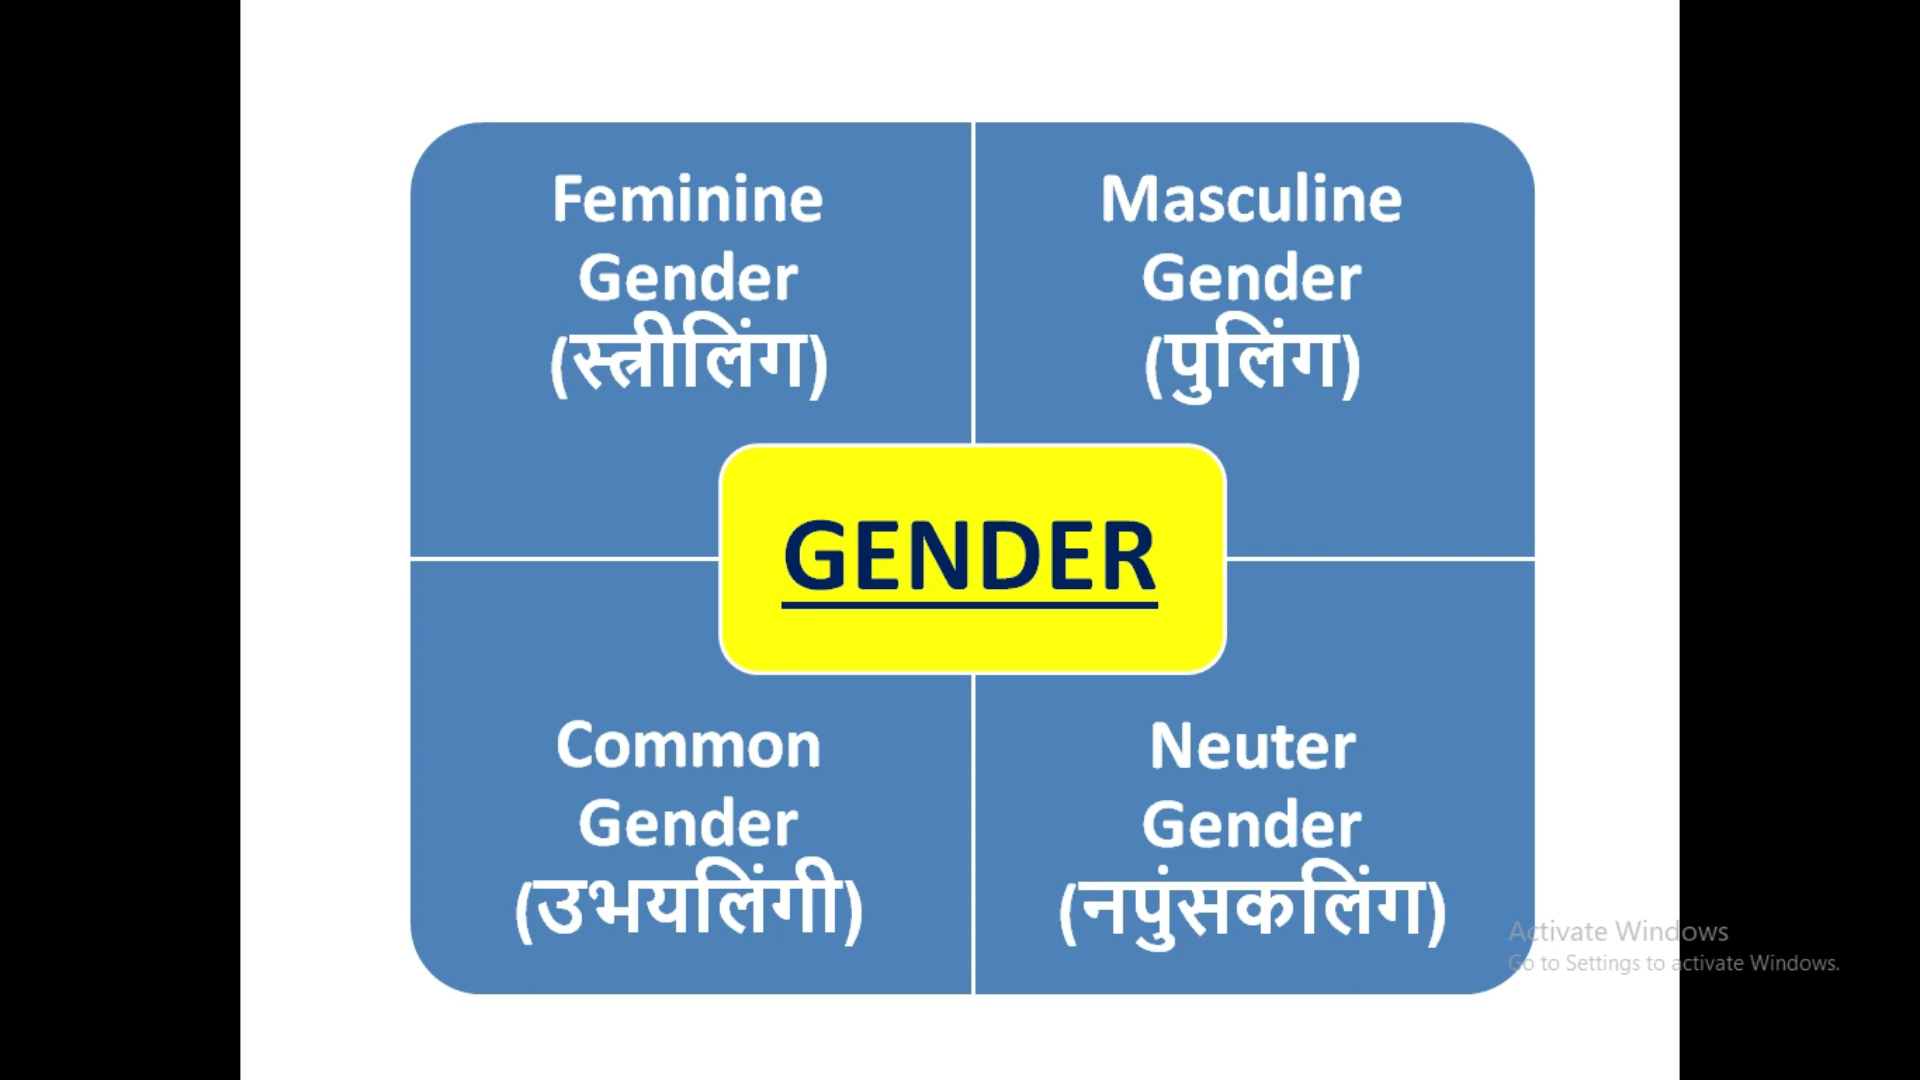 Feminine
Gender
(स्त्रीलिंग)
Masculine
Gender
(पुलिंग)
GENDER
Common
Gender
(उभयलिंगी)
Neuter
Gender
(नपुंसकलिंग)
Activate Windows
Go to Settings to activate Windows.